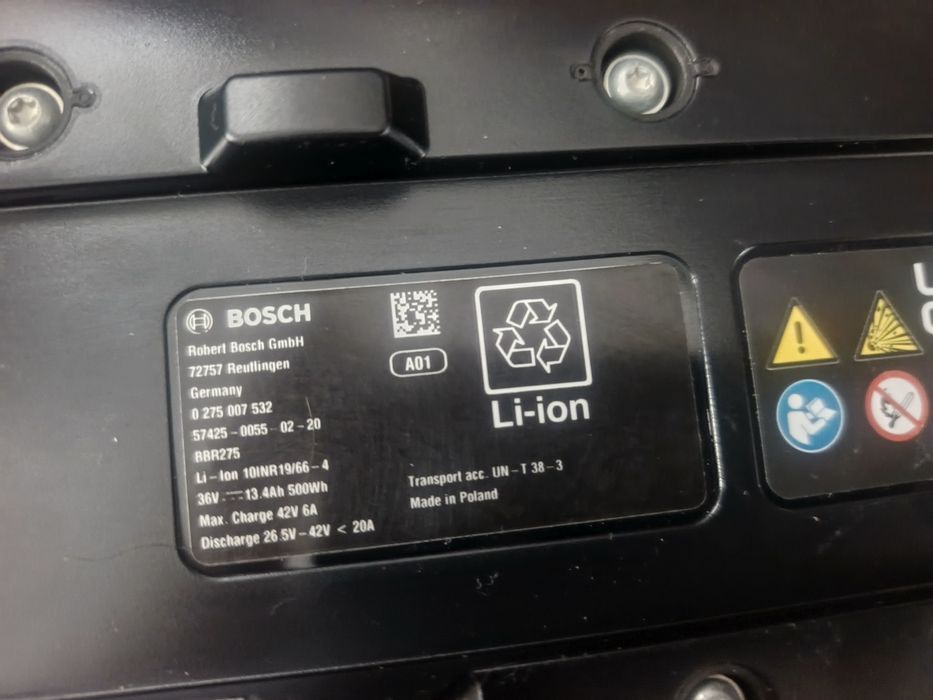 BOSCH
Robert Bosch GmbH
72757 Reutlingen
Germany
0 275 007 532
57425-0055-02-20
BBR275
Li-Ion 10INR19/66-4
36V 13.4Ah 500Wh
Max. Charge 42V 6A
Discharge 26.5V-42V < 20A
A01
Li-ion
Transport acc. UN-T 38-3
Made in Poland